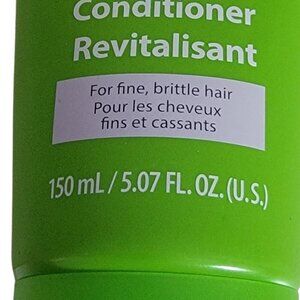 Conditioner
Revitalisant
For fine, brittle hair
Pour les cheveux
fins et cassants
150 mL / 5.07 FL. OZ. (U.S.)